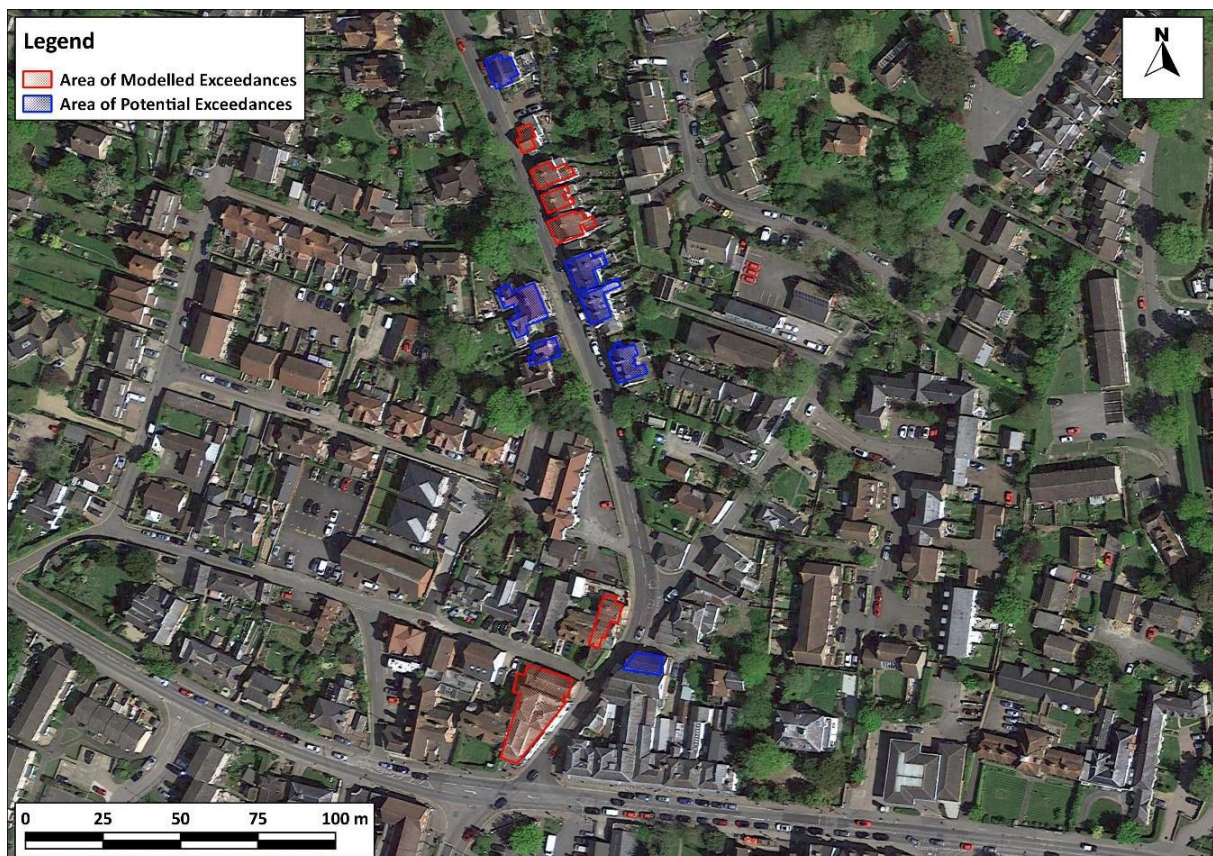 Legend
Area of Modelled Exceedances
Area of Potential Exceedances
N
0 25 50 75 100 m